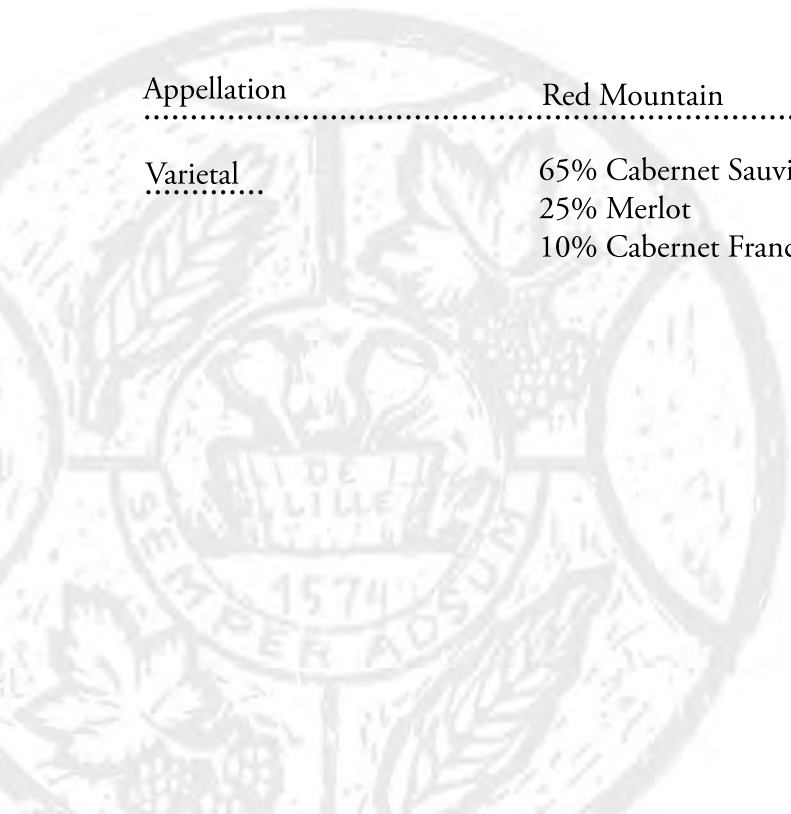 Appellation
Red Mountain
Varietal
65% Cabernet Sauvi
25% Merlot
10% Cabernet Franc
DE
LILLE
1574
SEMPER ADSUM